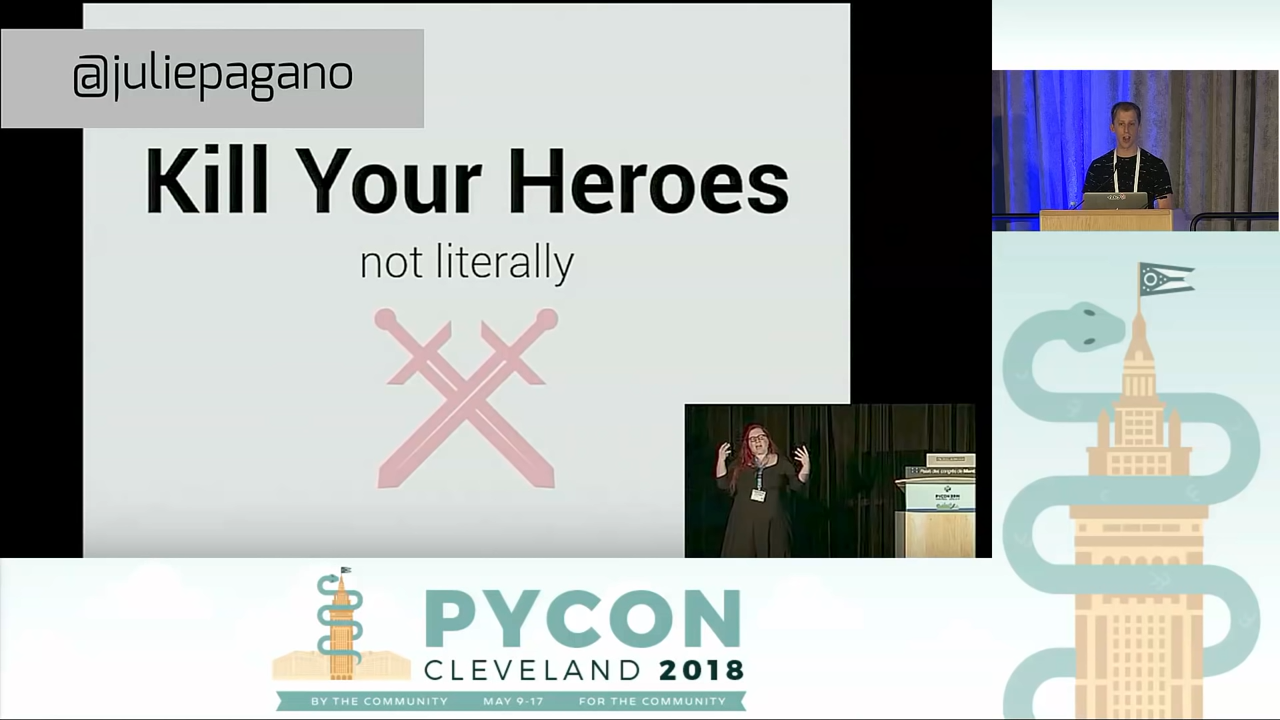 @juliepagano
Kill Your Heroes
not literally
PYCON
CLEVELAND 2018
BY THE COMMUNITY MAY 9-17 FOR THE COMMUNITY